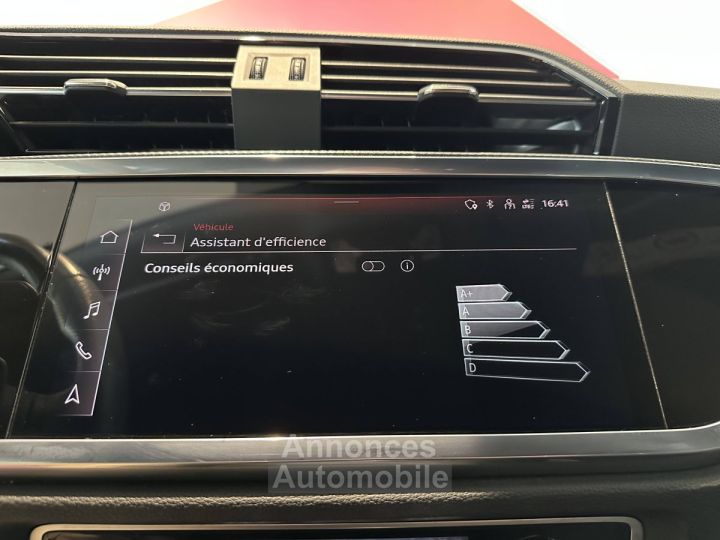 16:41
Véhicule
Assistant d'efficience
Conseils économiques
A+
A
B
C
D
Annonces
Automobile